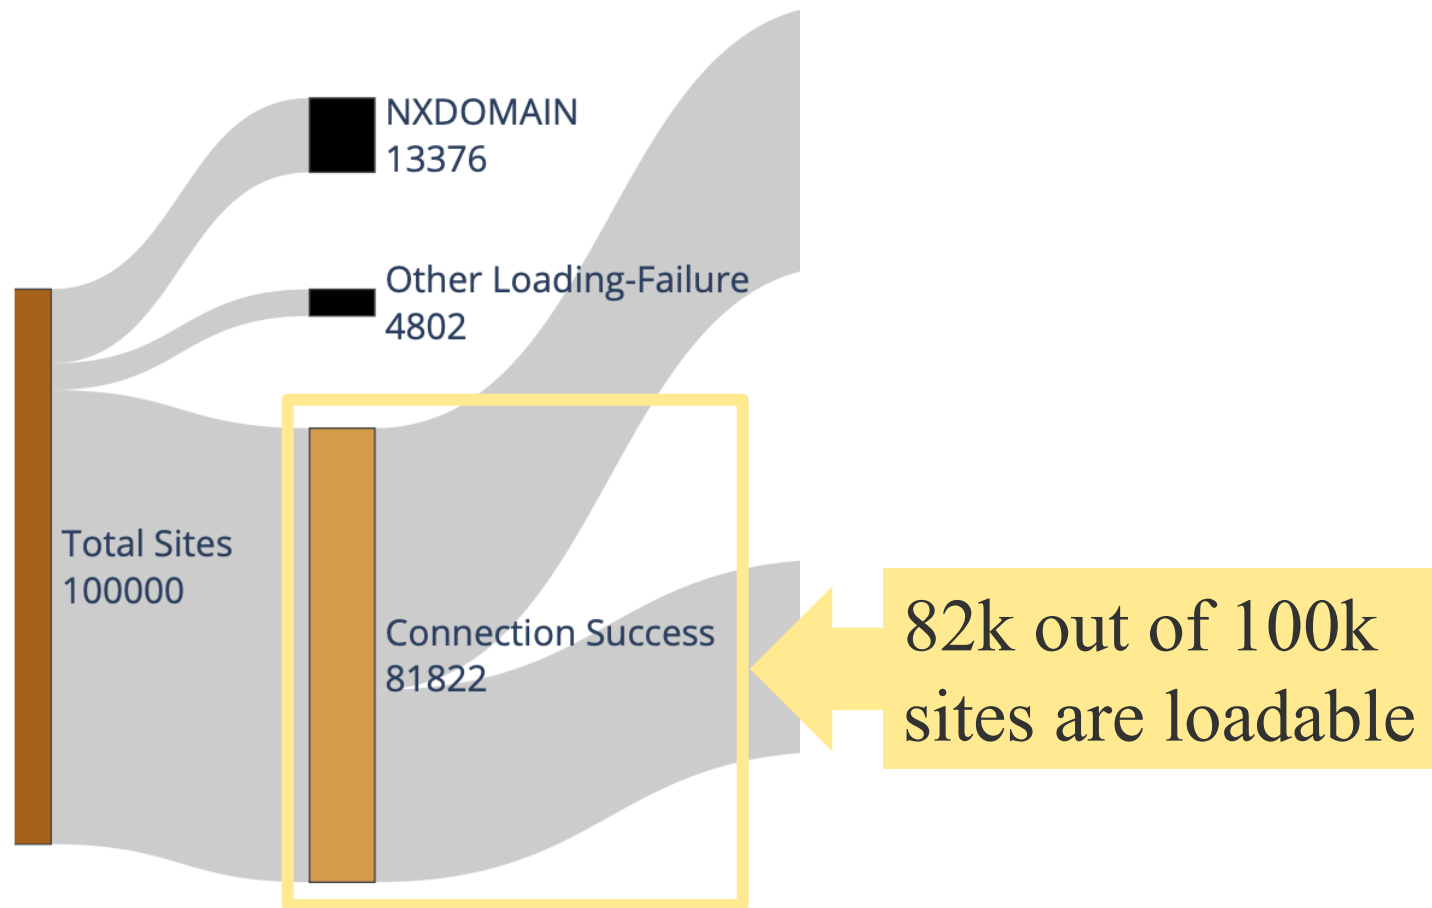 NXDOMAIN
13376
Other Loading-Failure
4802
Total Sites
100000
Connection Success
81822
82k out of 100k
sites are loadable